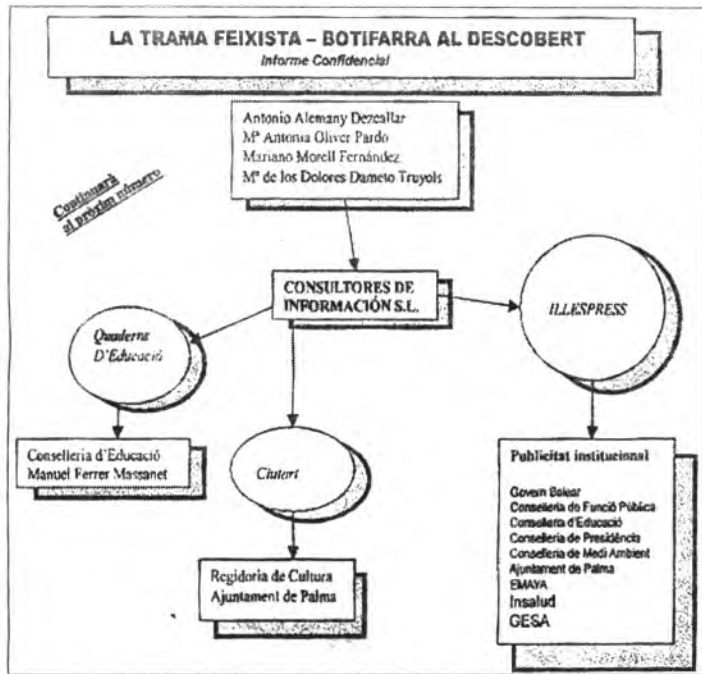 LA TRAMA FEIXISTA – BOTIFARRA AL DESCOBERT
Informe Confidencial
Antonio Alemany Dezcallar
Mª Antonia Oliver Pardo
Mariano Morell Fernández
Mª de los Dolores Dameto Truyols
Continuarà
al pròxim número
CONSULTORES DE
INFORMACIÓN S.L.
ILLESPRESS
Quaderns
D'Educació
Conselleria d'Educació
Manuel Ferrer Massanet
Ciutart
Regidoria de Cultura
Ajuntament de Palma
Publicitat institucional
Govern Balear
Conselleria de Funció Pública
Conselleria d'Educació
Conselleria de Presidència
Conselleria de Medi Ambient
Ajuntament de Palma
EMAYA
Insalud
GESA